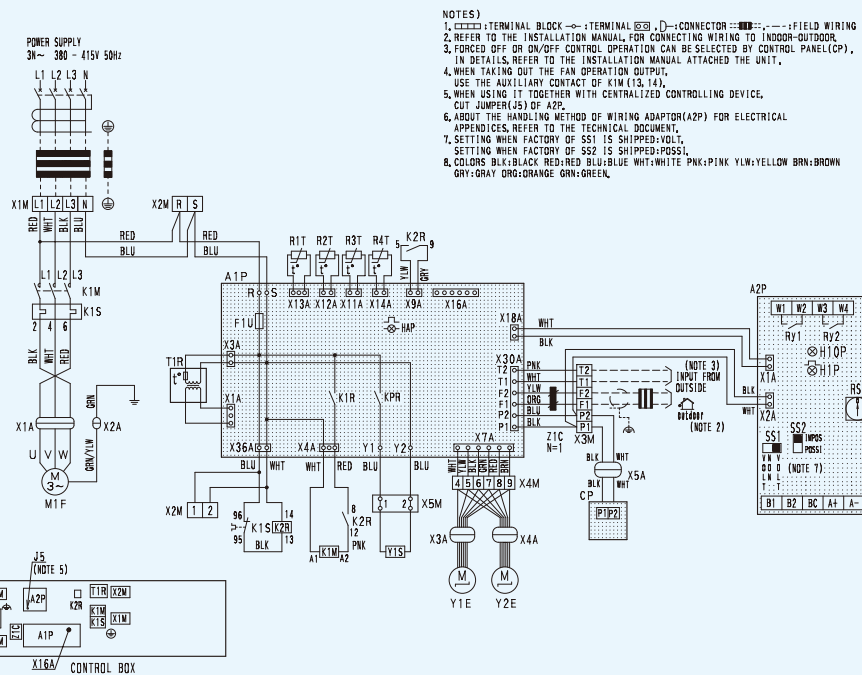 NOTES)
1. :TERMINAL BLOCK :TERMINAL , :CONNECTOR , :FIELD WIRING
2. REFER TO THE INSTALLATION MANUAL, FOR CONNECTING WIRING TO INDOOR-OUTDOOR.
3. FORCED OFF OR ON/OFF CONTROL OPERATION CAN BE SELECTED BY CONTROL PANEL(CP),
IN DETAILS, REFER TO THE INSTALLATION MANUAL ATTACHED THE UNIT.
4. WHEN TAKING OUT THE FAN OPERATION OUTPUT,
USE THE AUXILIARY CONTACT OF K1M(13, 14).
5. WHEN USING IT TOGETHER WITH CENTRALIZED CONTROLLING DEVICE,
CUT JUMPER(J5) OF A2P.
6. ABOUT THE HANDLING METHOD OF WIRING ADAPTOR(A2P) FOR ELECTRICAL
APPENDICES, REFER TO THE TECHNICAL DOCUMENT.
7. SETTING WHEN FACTORY OF SS1 IS SHIPPED:VOLT,
SETTING WHEN FACTORY OF SS2 IS SHIPPED:POSSI,
8. COLORS BLK:BLACK RED:RED BLU:BLUE WHT:WHITE PNK:PINK YLW:YELLOW BRN:BROWN
GRY:GRAY ORG:ORANGE GRN:GREEN.
POWER SUPPLY
3N~ 380 - 415V 50Hz
L1 L2 L3 N
X1M L1 L2 L3 N X2M R S
RED WHT BLK BLU
RED RED
BLU BLU
R1T R2T R3T R4T 5 K2R 9
t° t° t° t° YLW GRY
L1 L2 L3
K1M
K1S
2 4 6
A1P
R S X13A X12A X11A X14A X9A X16A
F1U HAP
X18A WHT
BLK
A2P
W1 W2 W3 W4
Ry1 Ry2
H1OP
H1P
X1A
X2A
RS
BLK
WHT
BLK WHT RED
T1R t°
X3A
X1A
K1R KPR
X30A
T2 PNK T2
T1 WHT T1
F2 YLW F2
F1 ORG F1
P2 BLU P2
P1 BLK P1
Z1C
N=1
X3M
(NOTE 3)
INPUT FROM
OUTSIDE
outdoor
(NOTE 2)
SS1 SS2
IMPOS
POSSI
V N V
O O O
L N L
T T
(NOTE 7)
B1 B2 BC A+ A-
GRN
X1A X2A
GRN/YLW
U V W
M
3~
M1F
X36A X4A Y1 Y2 X7A
BLU WHT WHT RED BLU BLU
WHT YLW BLU GRN RED BRN
4 5 6 7 8 9 X4M
BLK WHT
X5A
BLK WHT
CP
P1 P2
X2M 1 2
96 14
K1S K2R
95 13
BLK
8
K2R
12
PNK
A1 K1M A2
1 2 X5M
Y1S
X3A X4A
M M
Y1E Y2E
J5
(NOTE 5)
A2P K2R T1R X2M
K1M
K1S X1M
Z1C A1P
X16A CONTROL BOX